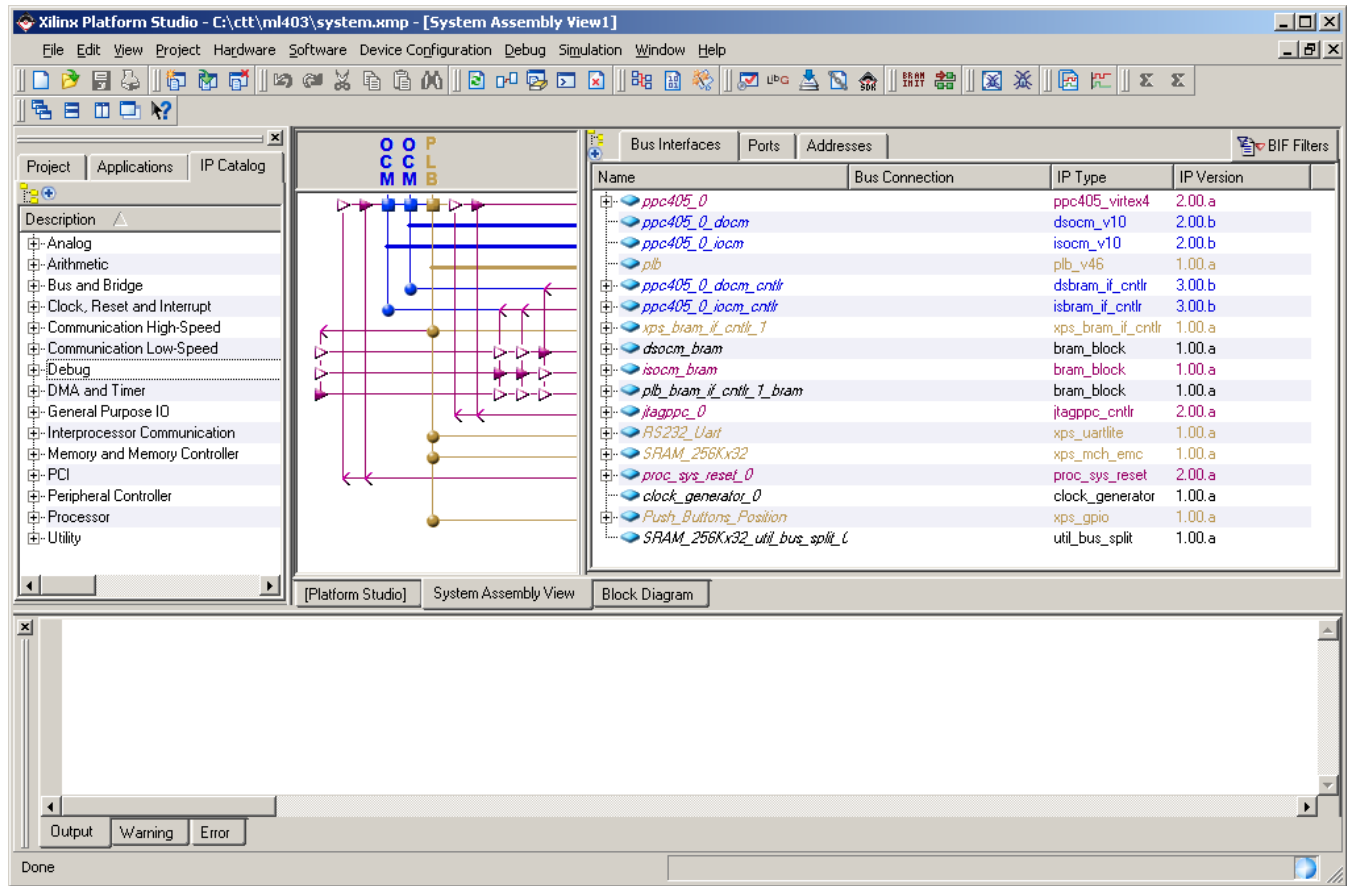 Xilinx Platform Studio - C:\ctt\ml403\system.xmp - [System Assembly View1]
File Edit View Project Hardware Software Device Configuration Debug Simulation Window Help
BRAM INIT
SDK
Project Applications IP Catalog
Description
Analog
Arithmetic
Bus and Bridge
Clock, Reset and Interrupt
Communication High-Speed
Communication Low-Speed
Debug
DMA and Timer
General Purpose IO
Interprocessor Communication
Memory and Memory Controller
PCI
Peripheral Controller
Processor
Utility
OCM OCM PLB
[Platform Studio] System Assembly View Block Diagram
Bus Interfaces Ports Addresses BIF Filters
Name Bus Connection IP Type IP Version
ppc405_0 ppc405_virtex4 2.00.a
ppc405_0_docm dsocm_v10 2.00.b
ppc405_0_iocm isocm_v10 2.00.b
plb plb_v46 1.00.a
ppc405_0_docm_cntlr dsbram_if_cntlr 3.00.b
ppc405_0_iocm_cntlr isbram_if_cntlr 3.00.b
xps_bram_if_cntlr_1 xps_bram_if_cntlr 1.00.a
dsocm_bram bram_block 1.00.a
isocm_bram bram_block 1.00.a
plb_bram_if_cntlr_1_bram bram_block 1.00.a
jtagppc_0 jtagppc_cntlr 2.00.a
RS232_Uart xps_uartlite 1.00.a
SRAM_256Kx32 xps_mch_emc 1.00.a
proc_sys_reset_0 proc_sys_reset 2.00.a
clock_generator_0 clock_generator 1.00.a
Push_Buttons_Position xps_gpio 1.00.a
SRAM_256Kx32_util_bus_split_0 util_bus_split 1.00.a
Output Warning Error
Done